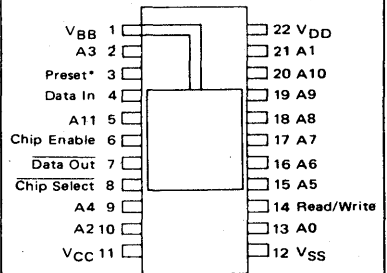 VBB 1
A3 2
Preset* 3
Data In 4
A11 5
Chip Enable 6
Data Out 7
Chip Select 8
A4 9
A2 10
VCC 11
22 VDD
21 A1
20 A10
19 A9
18 A8
17 A7
16 A6
15 A5
14 Read/Write
13 A0
12 VSS